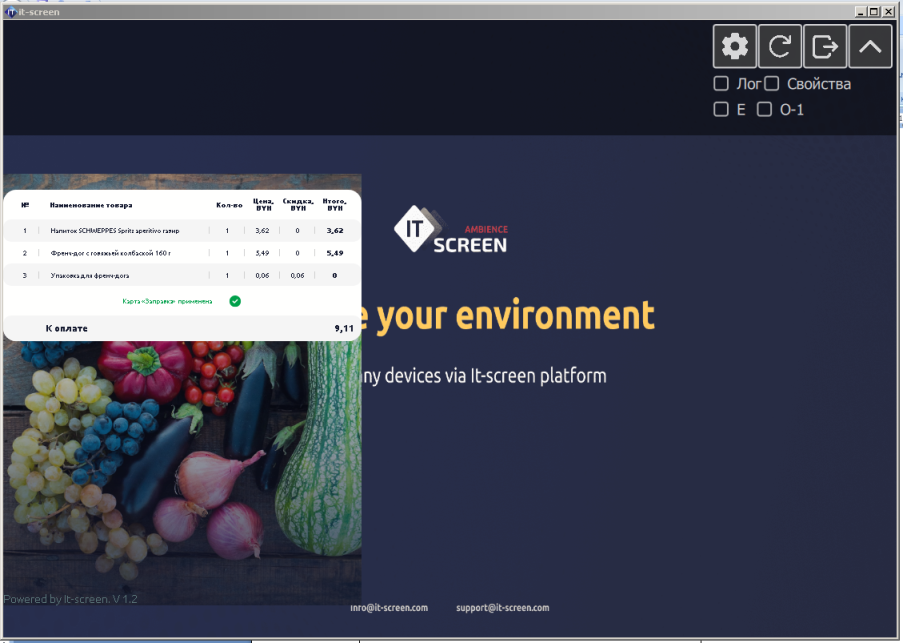 it-screen
Лог Свойства
E O-1
№ Наименование товара Кол-во Цена, BYN Скидка, BYN Итого, BYN
1 Напиток SCHWEPPES Spritz aperitivo газир 1 3,62 0 3,62
2 Френч-дог с говяжьей колбаской 160 г 1 5,49 0 5,49
3 Упаковка для френч-дога 1 0,06 0,06 0
Карта «Заправка» применена
К оплате 9,11
IT AMBIENCE
SCREEN
your environment
devices via It-screen platform
Powered by It-screen. V 1.2
info@it-screen.com support@it-screen.com